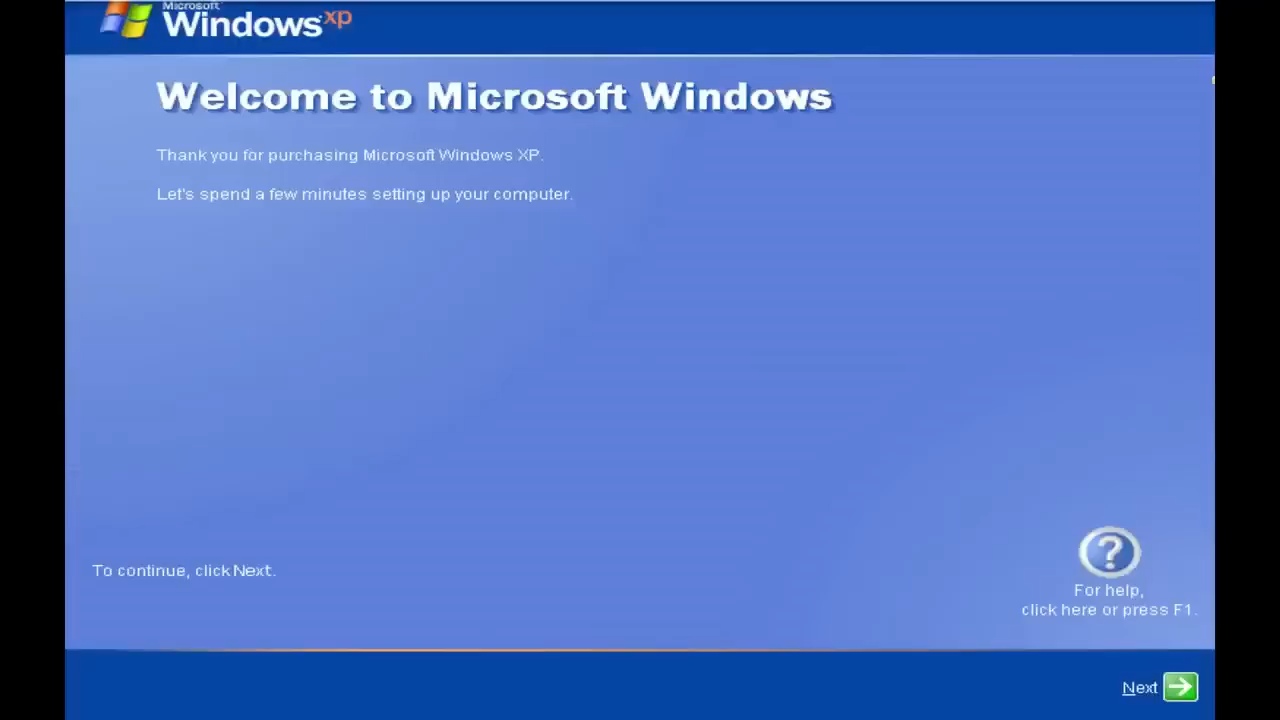 Microsoft
Windows xp
Welcome to Microsoft Windows
Thank you for purchasing Microsoft Windows XP.
Let's spend a few minutes setting up your computer.
To continue, click Next.
?
For help,
click here or press F1.
Next